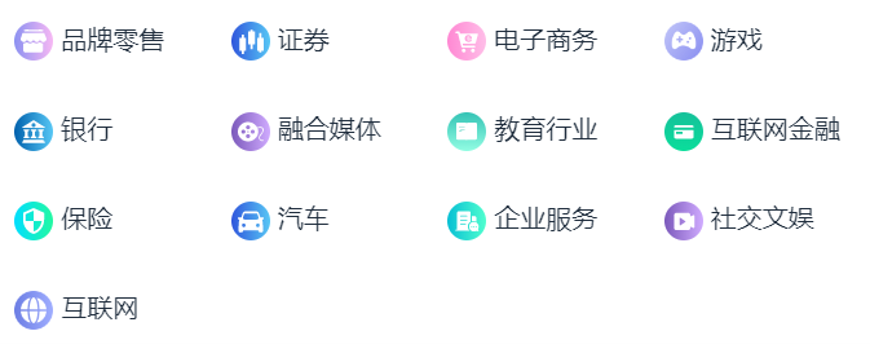 品牌零售
证券
电子商务
游戏
银行
融合媒体
教育行业
互联网金融
保险
汽车
企业服务
社交文娱
互联网